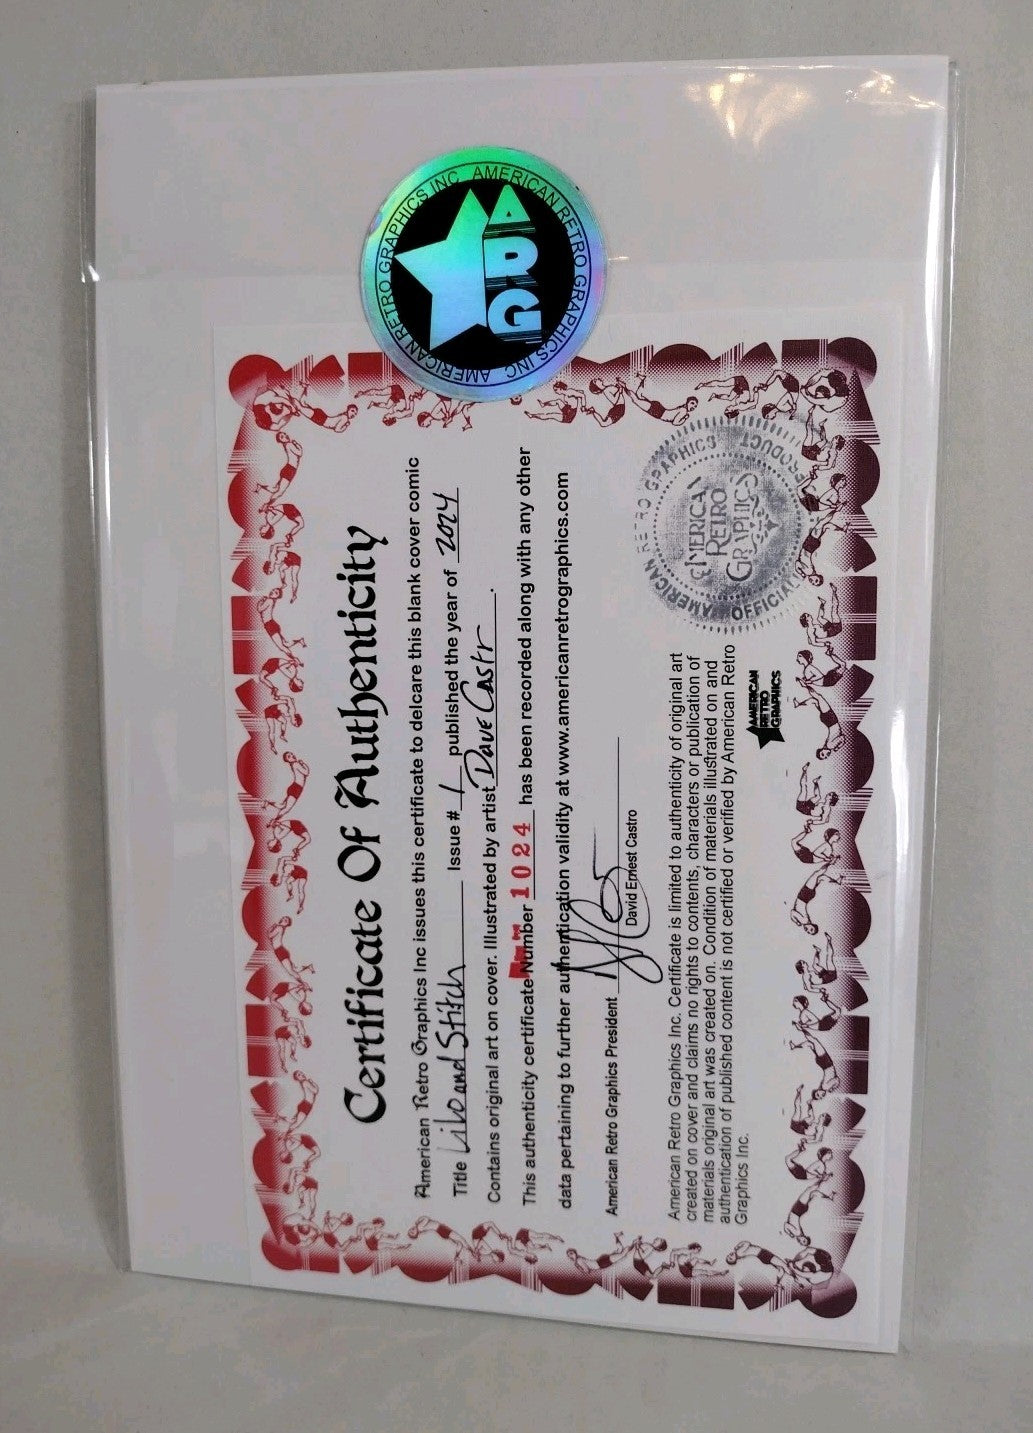 AMERICAN RETRO GRAPHICS INC. AMERICAN RETRO GRAPHICS INC.
ARG
Certificate Of Authenticity
American Retro Graphics Inc issues this certificate to delcare this blank cover comic
Title Lilo and Stitch Issue # 1 published the year of 2024
Contains original art on cover. Illustrated by artist Dave Castr.
This authenticity certificate Number 1024 has been recorded along with any other
data pertaining to further authentication validity at www.americanretrographics.com
American Retro Graphics President
David Ernest Castro
American Retro Graphics Inc. Certificate is limited to authenticity of original art
created on cover and claims no rights to contents, characters or publication of
materials original art was created on. Condition of materials illustrated on and
authentication of published content is not certified or verified by American Retro
Graphics Inc.
AMERICAN
RETRO
GRAPHICS
AMERICAN RETRO GRAPHICS
OFFICIAL PRODUCT
AMERICAN
RETRO
GRAPHICS